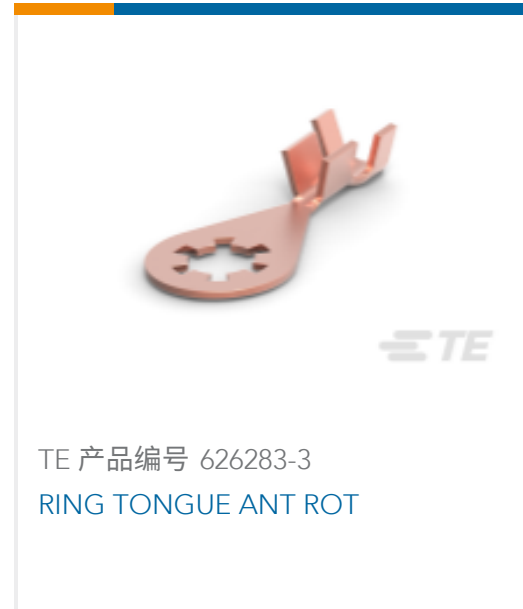 TE
TE 产品编号 626283-3
RING TONGUE ANT ROT